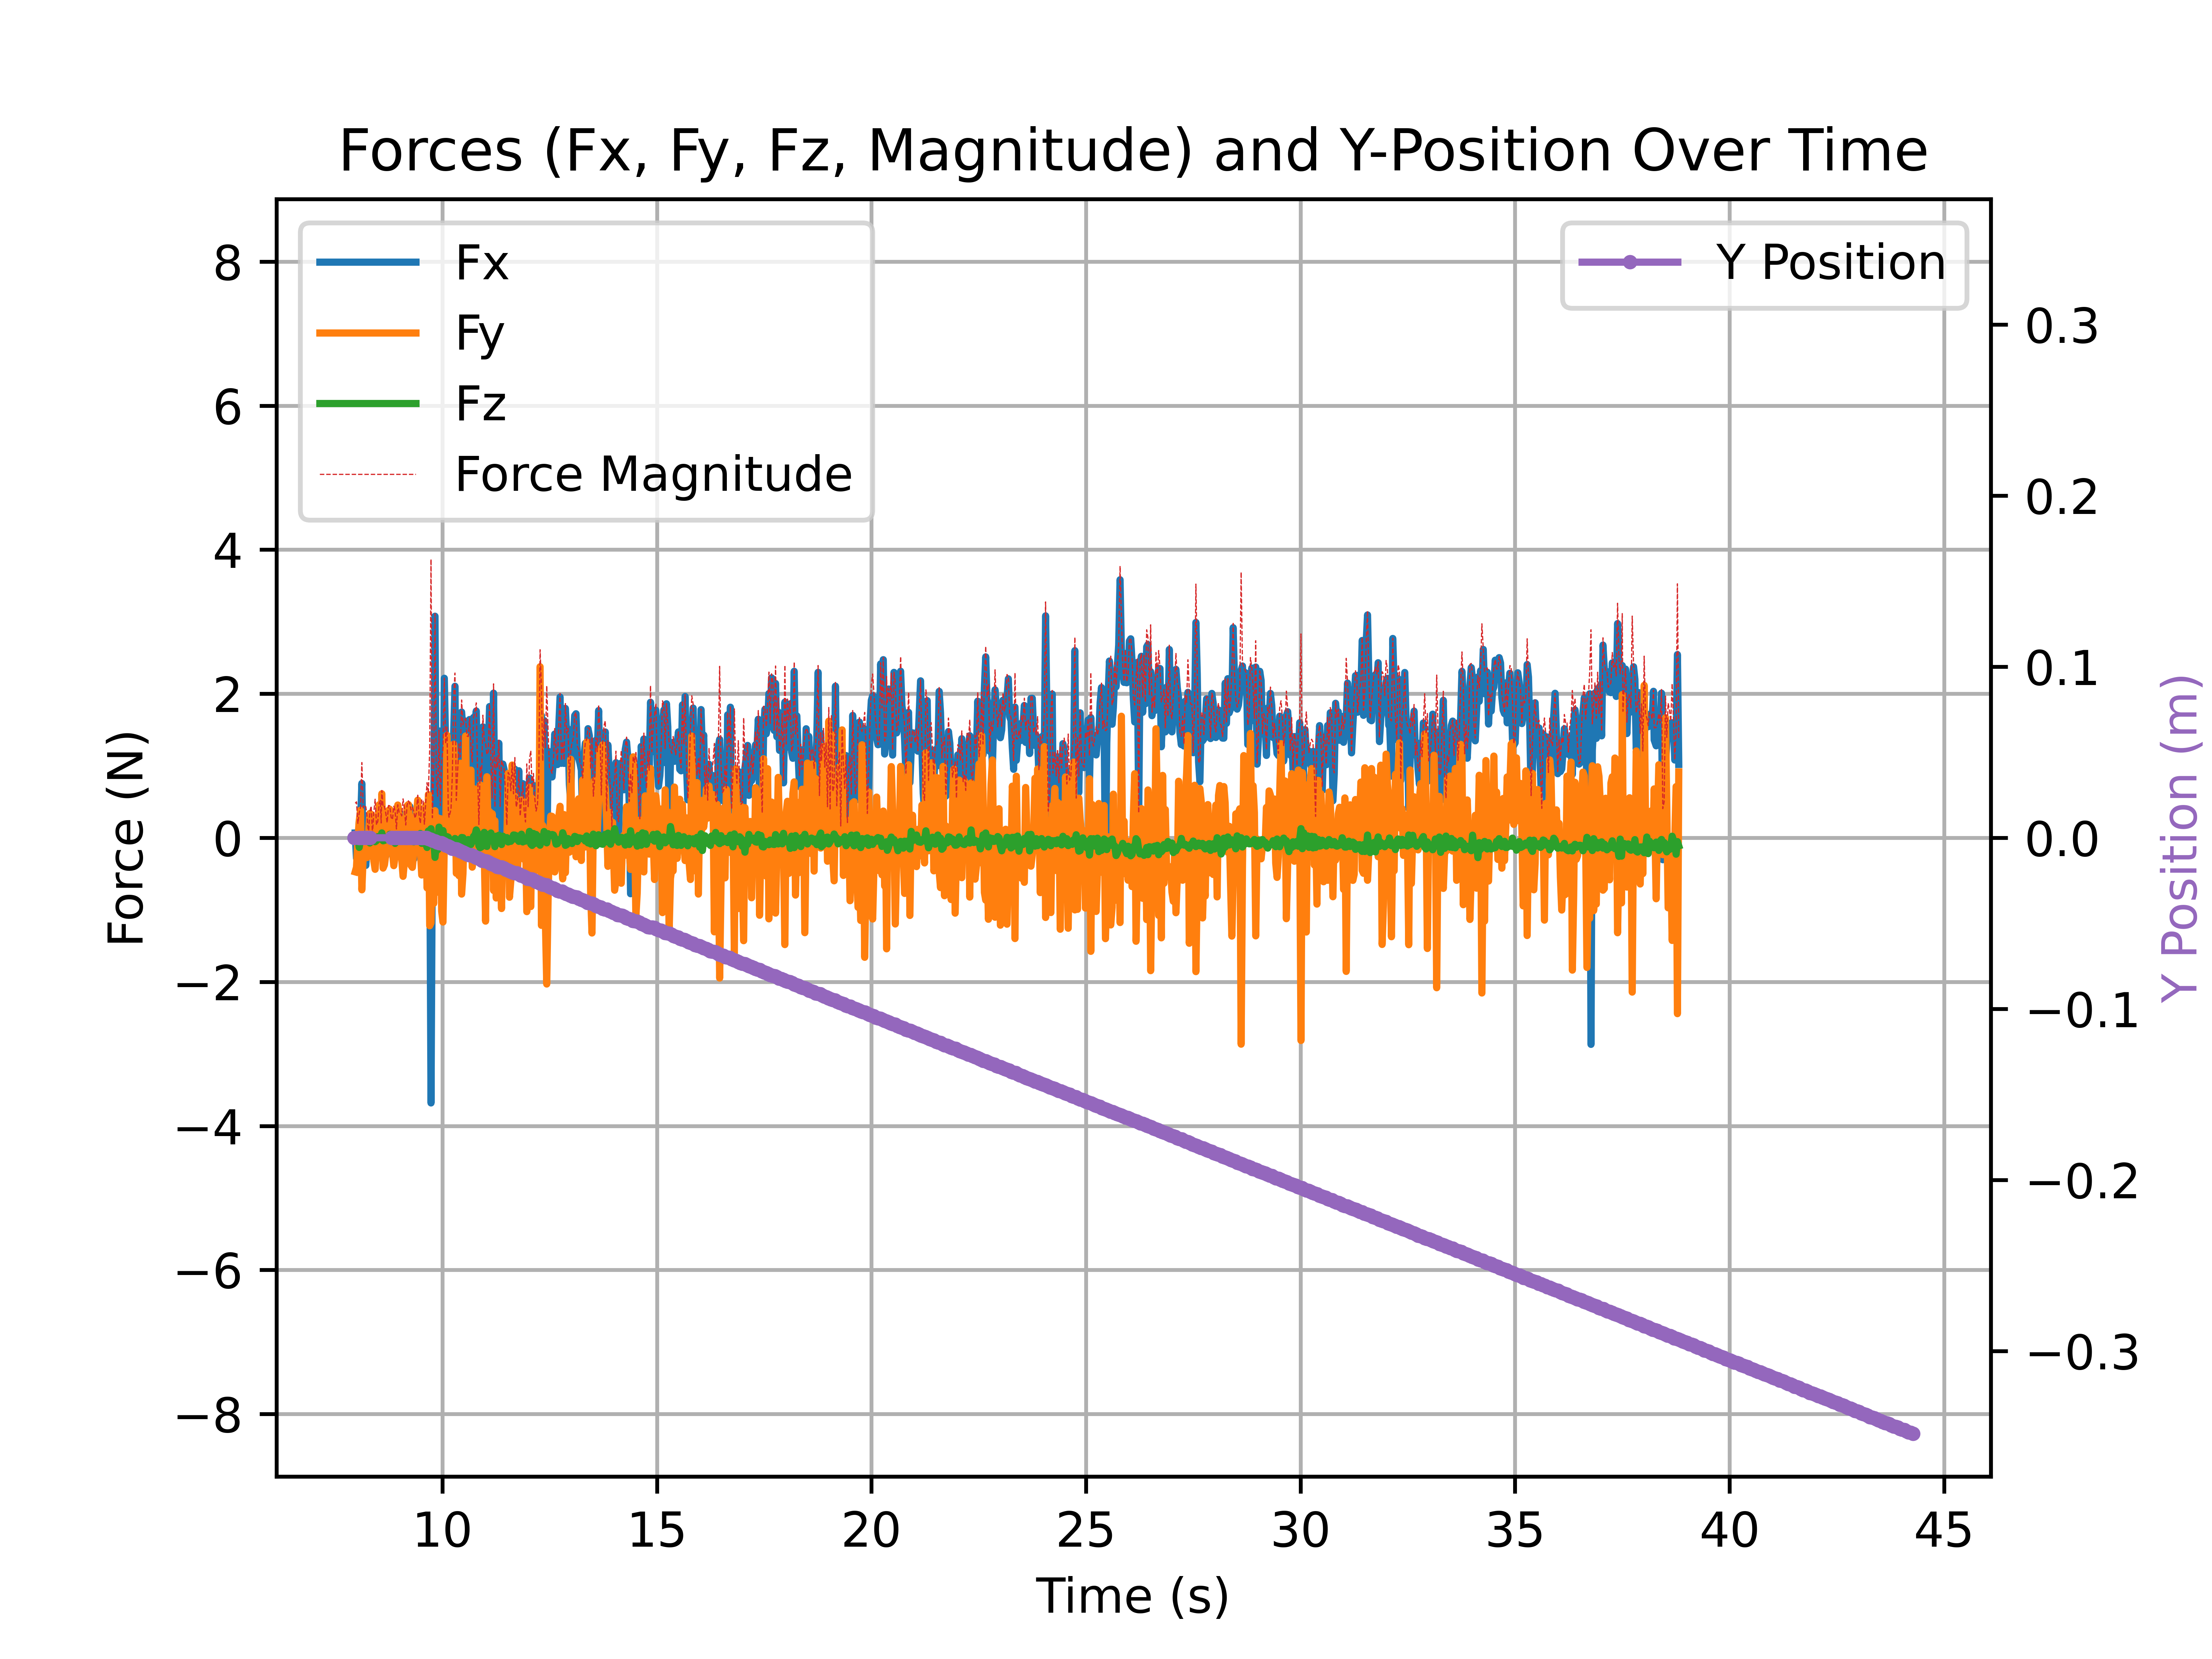 Forces (Fx, Fy, Fz, Magnitude) and Y-Position Over Time
Fx
Fy
Fz
Force Magnitude
Y Position
8
6
4
2
0
−2
−4
−6
−8
Force (N)
0.3
0.2
0.1
0.0
−0.1
−0.2
−0.3
Y Position (m)
10 15 20 25 30 35 40 45
Time (s)